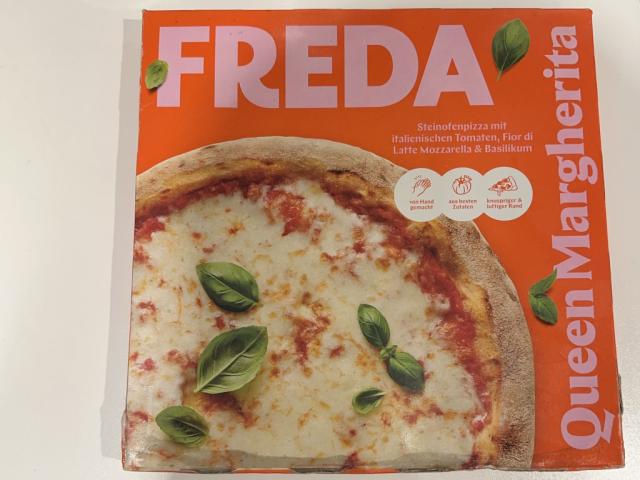 FREDA
Steinofenpizza mit
italienischen Tomaten, Fior di
Latte Mozzarella & Basilikum
von Hand
gemacht
aus besten
Zutaten
knuspriger &
luftiger Rand
Queen Margherita